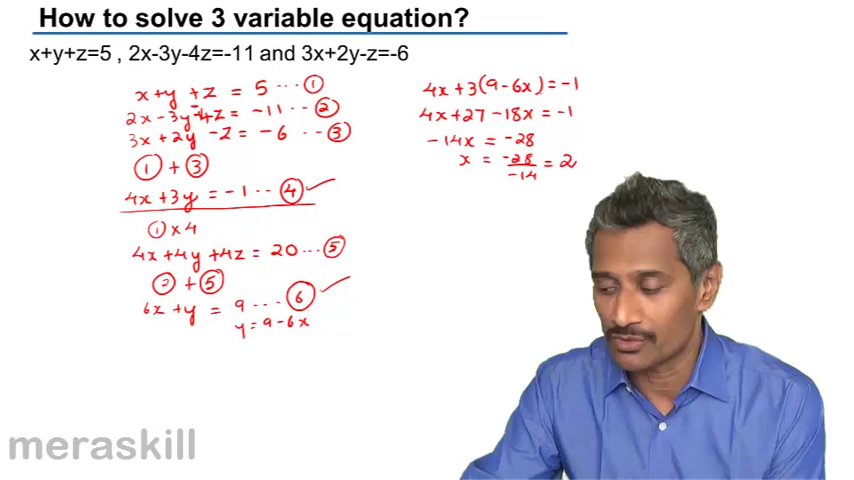 How to solve 3 variable equation?
x+y+z=5 , 2x-3y-4z=-11 and 3x+2y-z=-6
x+y+z = 5 ... ①
2x-3y-4z = -11 ... ②
3x+2y-z = -6 ... ③
① + ③
4x+3y = -1 ... ④ ✓
① x 4
4x+4y+4z = 20 ... ⑤
② + ⑤
6x+y = 9 ... ⑥ ✓
y = 9-6x
4x+3(9-6x) = -1
4x+27-18x = -1
-14x = -28
x = -28/-14 = 2
meraskill